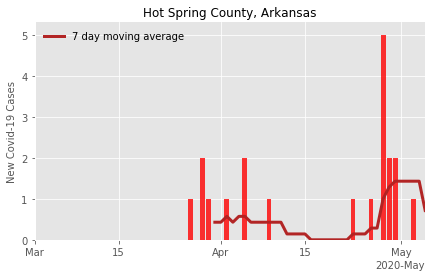 Hot Spring County, Arkansas
7 day moving average
New Covid-19 Cases
5
4
3
2
1
0
Mar
15
Apr
15
May
2020-May